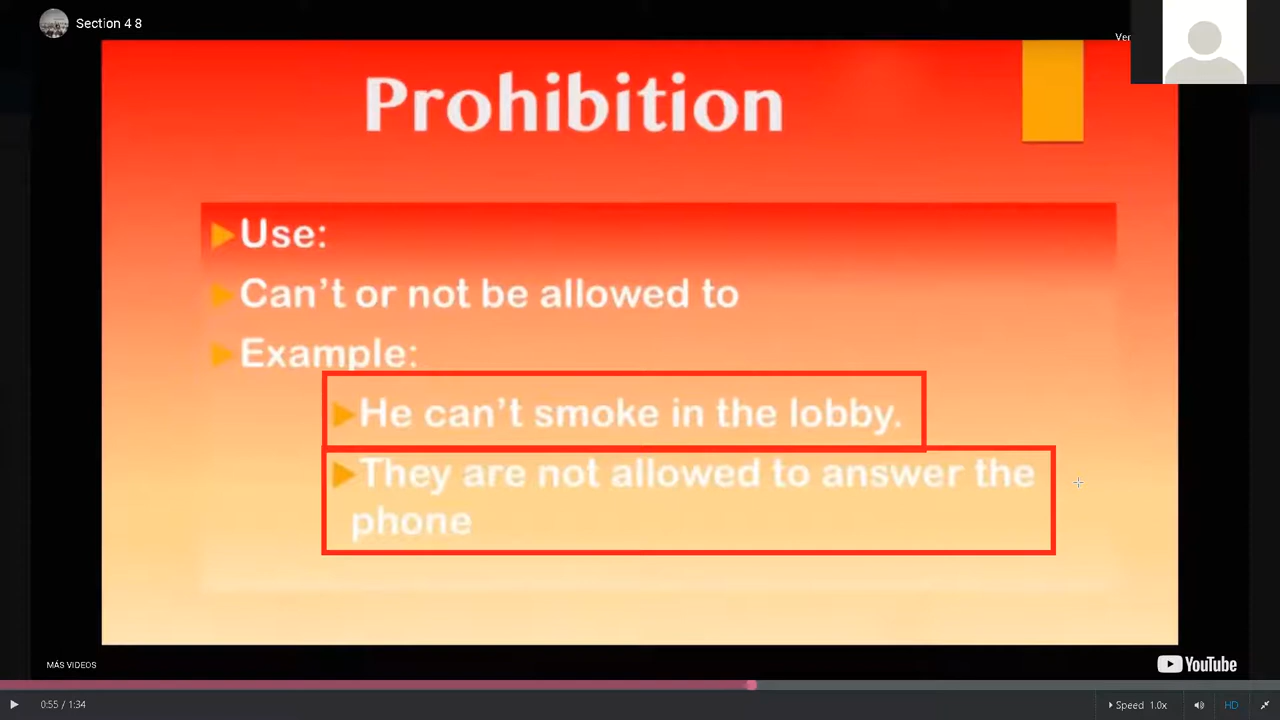 Section 4 8
Prohibition
Use:
Can't or not be allowed to
Example:
He can't smoke in the lobby.
They are not allowed to answer the
phone
MÁS VIDEOS
YouTube
0:55 / 1:34
Speed 1.0x
HD